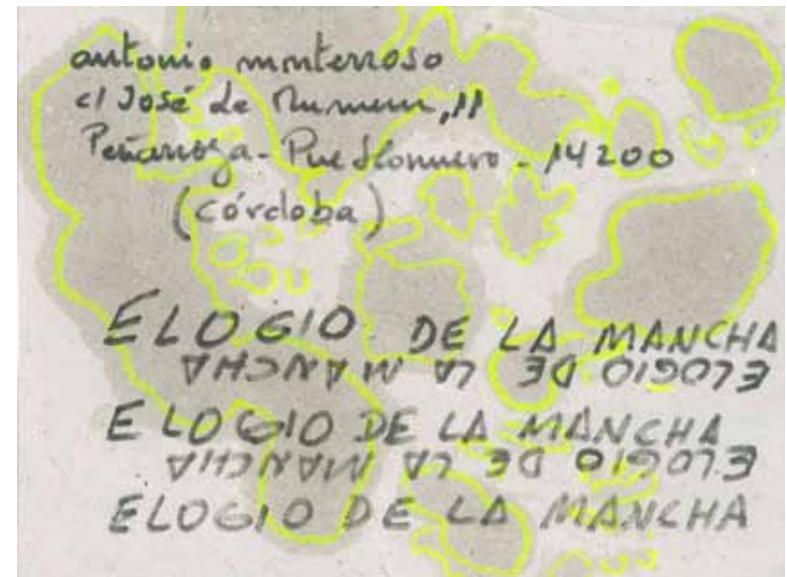 antonio monterroso
c/ José de Mumeur, 11
Peñarroya - Pueblonuevo - 14200
(córdoba)
ELOGIO DE LA MANCHA
ELOGIO DE LA MANCHA
ELOGIO DE LA MANCHA
ELOGIO DE LA MANCHA
ELOGIO DE LA MANCHA